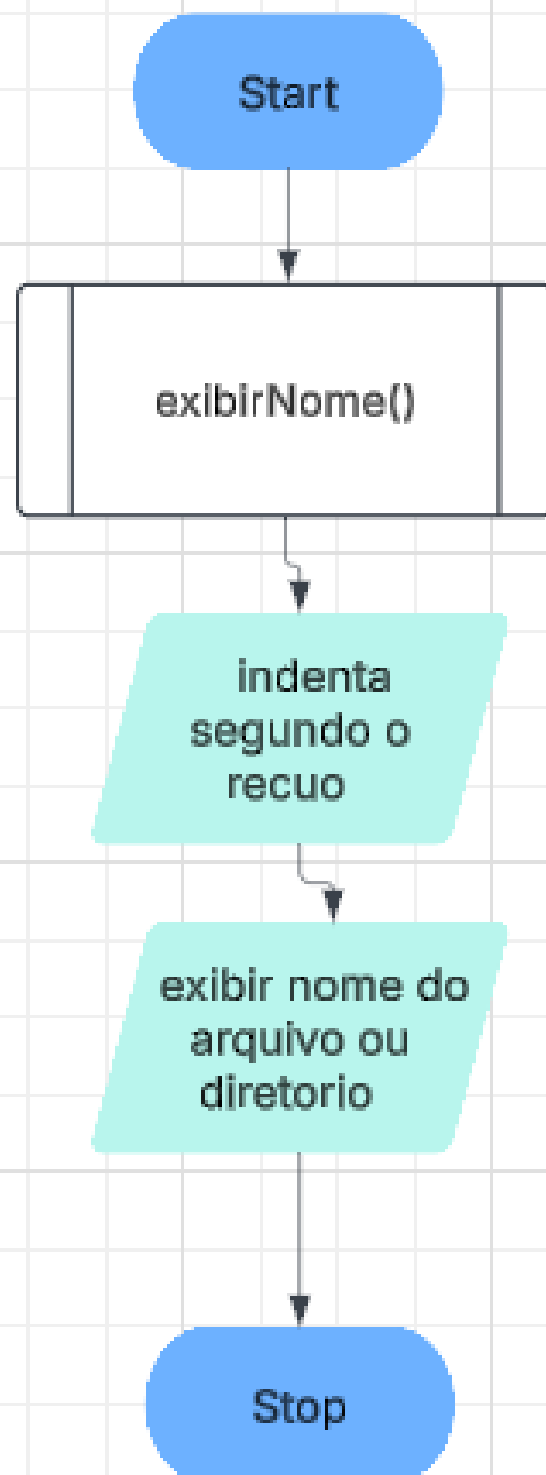 Start
exibirNome()
indenta
segundo o
recuo
exibir nome do
arquivo ou
diretorio
Stop